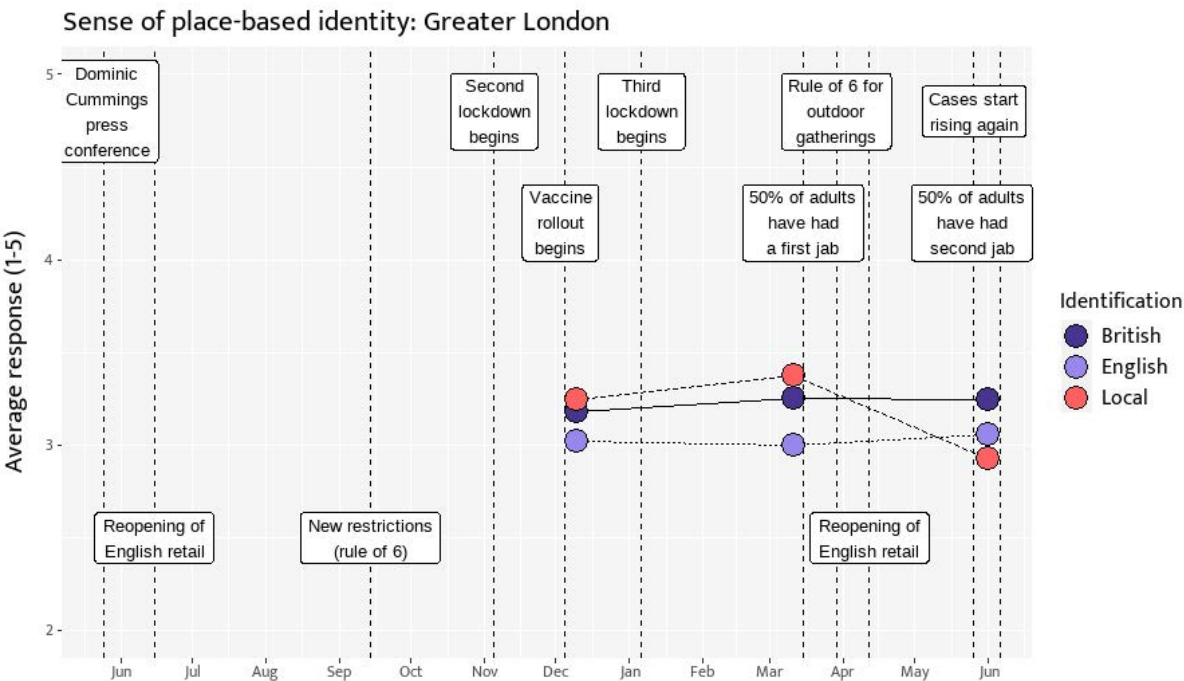 Sense of place-based identity: Greater London
Average response (1-5)
5
4
3
2
Dominic
Cummings
press
conference
Second
lockdown
begins
Third
lockdown
begins
Rule of 6 for
outdoor
gatherings
Cases start
rising again
Vaccine
rollout
begins
50% of adults
have had
a first jab
50% of adults
have had
second jab
Reopening of
English retail
New restrictions
(rule of 6)
Reopening of
English retail
Jun
Jul
Aug
Sep
Oct
Nov
Dec
Jan
Feb
Mar
Apr
May
Jun
Identification
British
English
Local